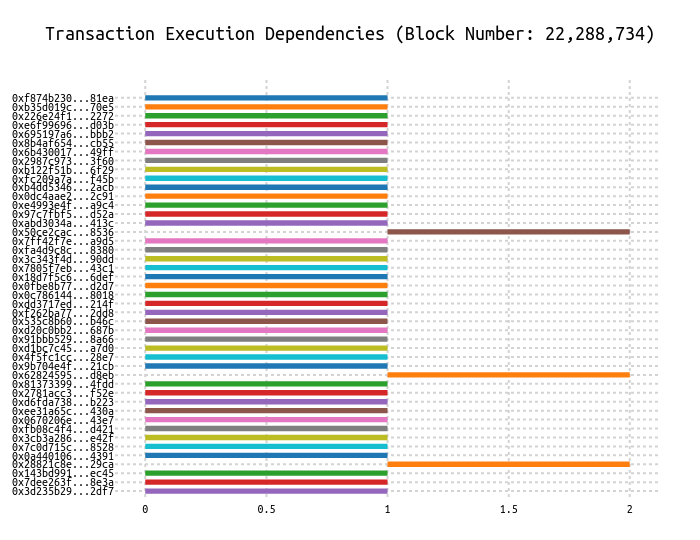 Transaction Execution Dependencies (Block Number: 22,288,734)
0xf874b230...81ea
0xb35d019c...70e5
0x226e24f1...2272
0xe6f99696...d03b
0x695197a6...bbb2
0x8b4af654...cb55
0x6b430017...49ff
0x2987c973...3f60
0xb122f51b...6f29
0xfc209a7a...f45b
0xb4dd5346...2acb
0x0dc4aae2...2c91
0xe4993e4f...a9c4
0x97c7fbf5...d52a
0xabd3034a...413c
0x50ce2cac...8536
0x7ff42f7e...a9d5
0xfa4d9c8c...8380
0x3c343f4d...90dd
0x7805f7eb...43c1
0x18d7f5c6...6def
0x0fbe8b77...d2d7
0x0c786144...8018
0xdd3717ed...214f
0xf262ba77...2dd8
0x535c8b60...b46c
0xd20c0bb2...687b
0x91bbb529...8a66
0xd1bc7c45...a7d0
0x4f5fc1cc...28e7
0x9b704e4f...21cb
0x62824595...d8eb
0x81373399...4fdd
0x2781acc3...f52e
0xd6fda738...b223
0xee31a65c...430a
0x0670206e...43e7
0xfb08c4f4...d421
0x3cb3a286...e42f
0x7c0d715c...8528
0x0a440106...4391
0x28821c8e...29ca
0x143bd991...ec45
0x7dee263f...8e3a
0x3d235b29...2df7
0 0.5 1 1.5 2